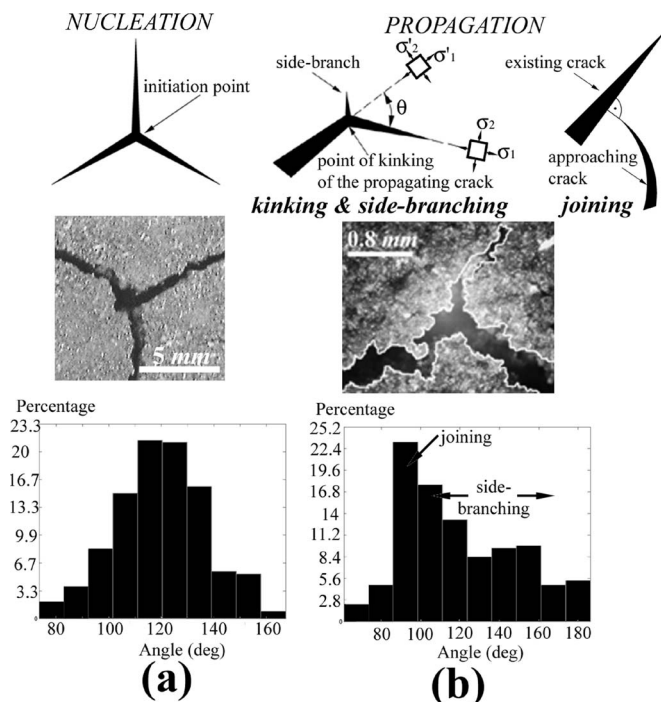 NUCLEATION
PROPAGATION
initiation point
side-branch
σ'₂
σ'₁
θ
σ₂
σ₁
point of kinking
of the propagating crack
kinking & side-branching
existing crack
approaching
crack
joining
5 mm
0.8 mm
Percentage
23.3
20
16.7
13.3
9.9
6.7
3.3
0
80 100 120 140 160
Angle (deg)
(a)
Percentage
25.2
22.4
19.6
16.8
14
11.2
8.4
5.6
2.8
0
joining
side-
branching
80 100 120 140 160 180
Angle (deg)
(b)